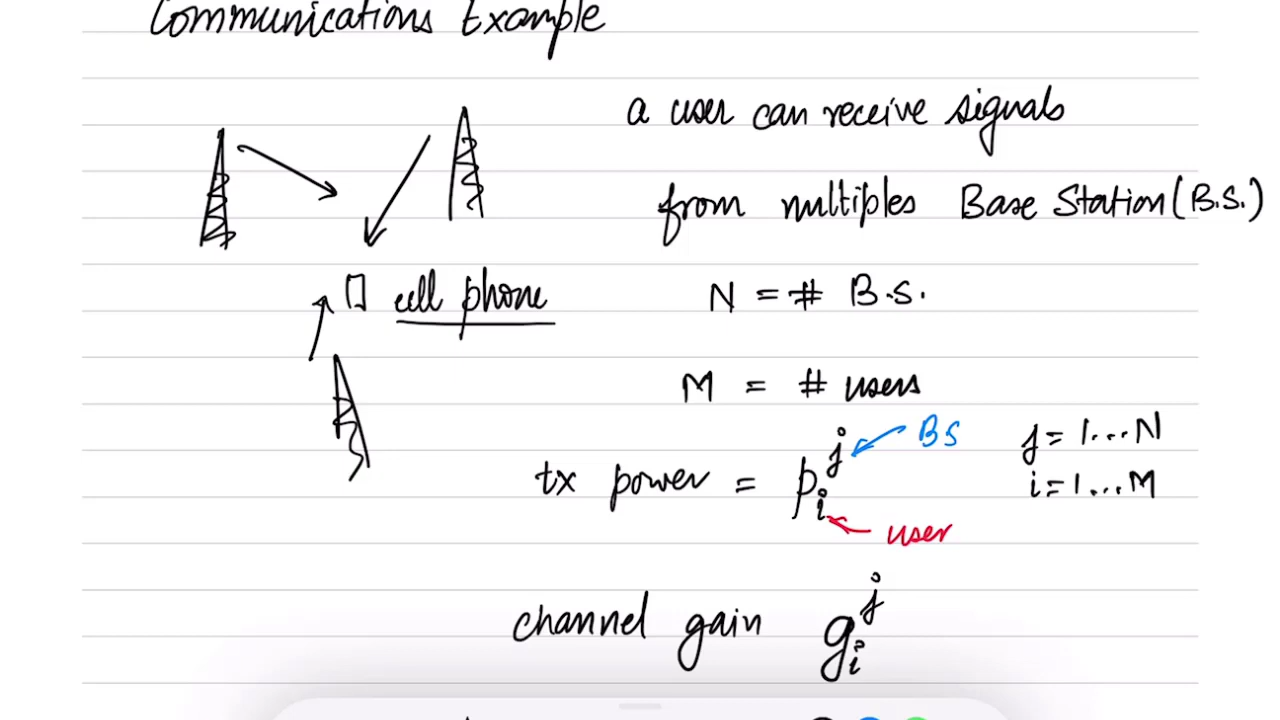 Communications Example
a user can receive signals
from multiples Base Station (B.S.)
cell phone
N = # B.S.
M = # users
tx power = p_i^j
BS
user
j = 1...N
i = 1...M
channel gain g_i^j